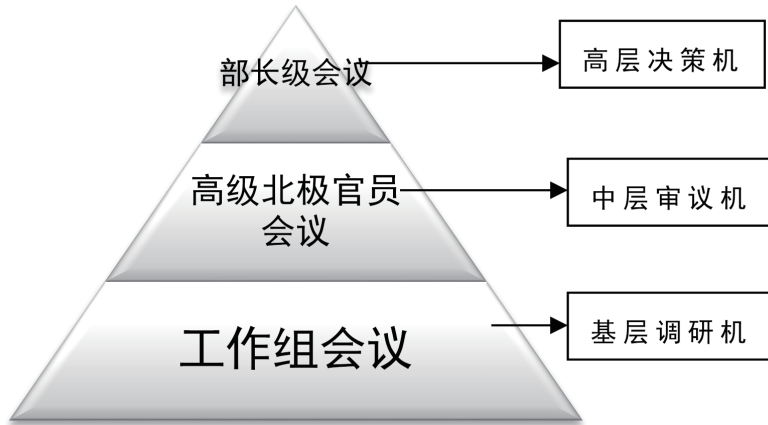 部长级会议
高层决策机
高级北极官员
会议
中层审议机
工作组会议
基层调研机